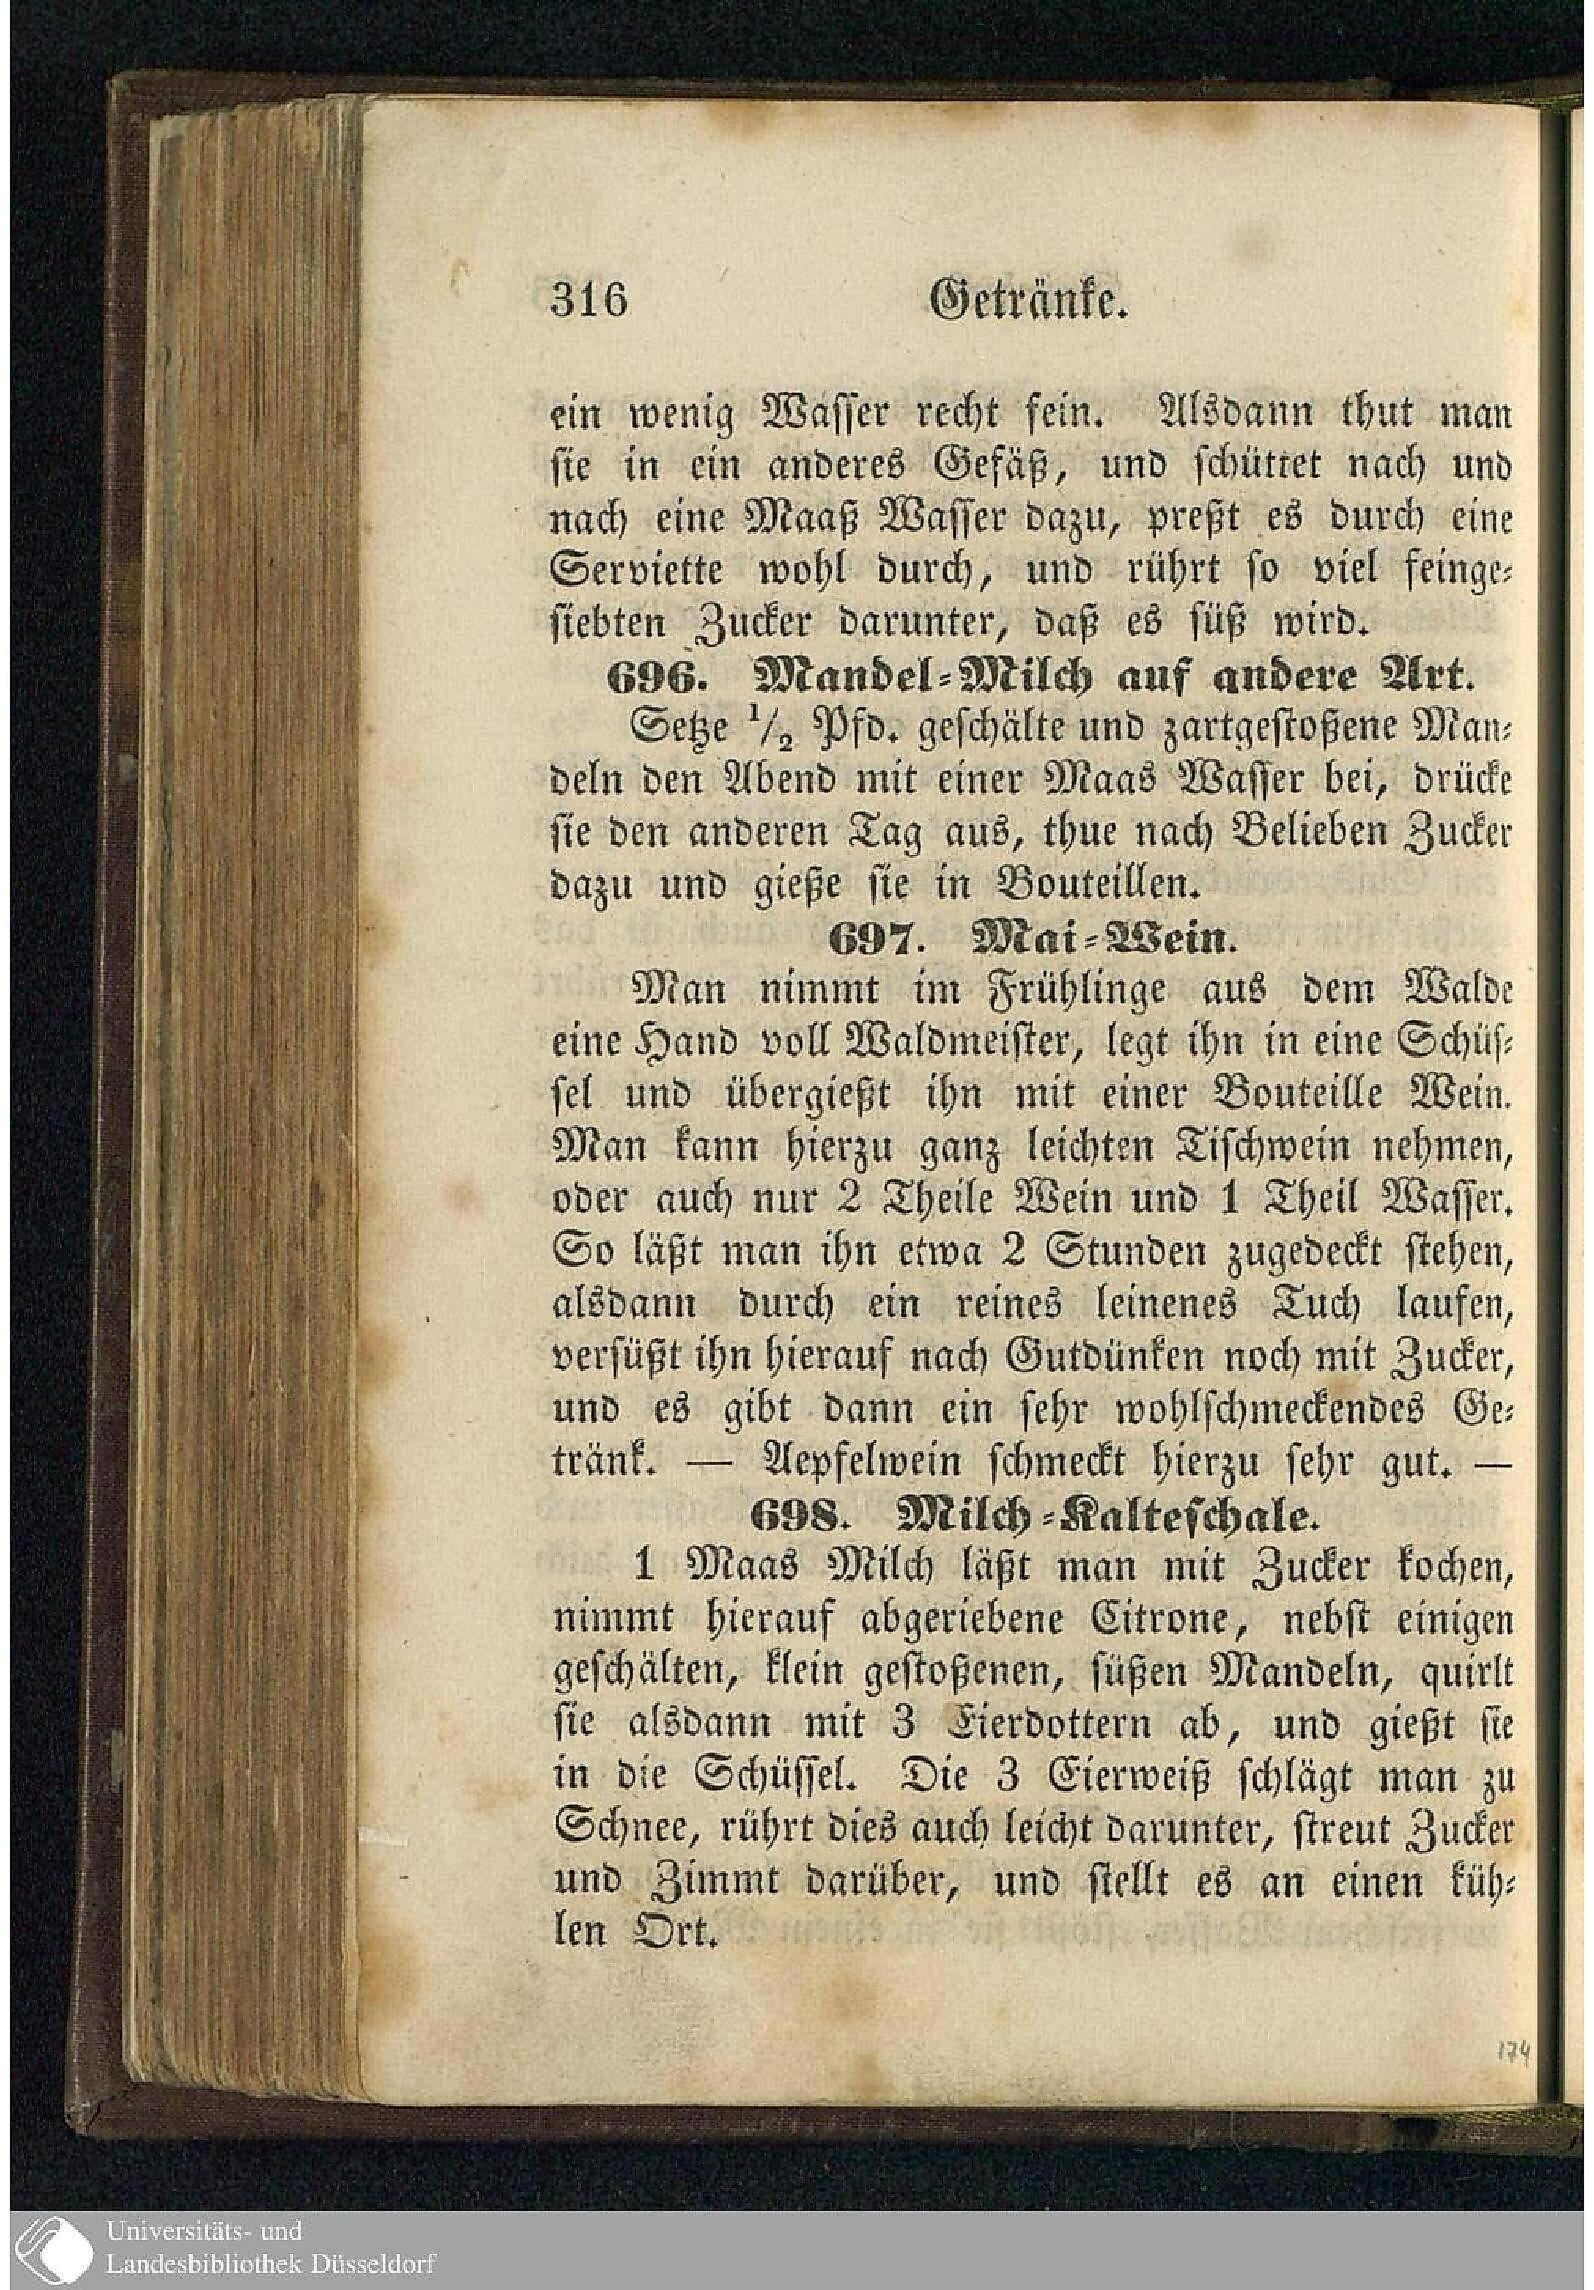 316 Getränke.
ein wenig Wasser recht fein. Alsdann thut man
sie in ein anderes Gefäß, und schüttet nach und
nach eine Maaß Wasser dazu, preßt es durch eine
Serviette wohl durch, und rührt so viel feinge-
siebten Zucker darunter, daß es süß wird.
696. Mandel-Milch auf andere Art.
Setze 1/2 Pfd. geschälte und zartgestoßene Man-
deln den Abend mit einer Maas Wasser bei, drücke
sie den anderen Tag aus, thue nach Belieben Zucker
dazu und gieße sie in Bouteillen.
697. Mai-Wein.
Man nimmt im Frühlinge aus dem Walde
eine Hand voll Waldmeister, legt ihn in eine Schüs-
sel und übergießt ihn mit einer Bouteille Wein.
Man kann hierzu ganz leichten Tischwein nehmen,
oder auch nur 2 Theile Wein und 1 Theil Wasser.
So läßt man ihn etwa 2 Stunden zugedeckt stehen,
alsdann durch ein reines leinenes Tuch laufen,
versüßt ihn hierauf nach Gutdünken noch mit Zucker,
und es gibt dann ein sehr wohlschmeckendes Ge-
tränk. — Aepfelwein schmeckt hierzu sehr gut. —
698. Milch-Kalteschale.
1 Maas Milch läßt man mit Zucker kochen,
nimmt hierauf abgeriebene Citrone, nebst einigen
geschälten, klein gestoßenen, süßen Mandeln, quirlt
sie alsdann mit 3 Eierdottern ab, und gießt sie
in die Schüssel. Die 3 Eierweiß schlägt man zu
Schnee, rührt dies auch leicht darunter, streut Zucker
und Zimmt darüber, und stellt es an einen küh-
len Ort.
174
Universitäts- und
Landesbibliothek Düsseldorf